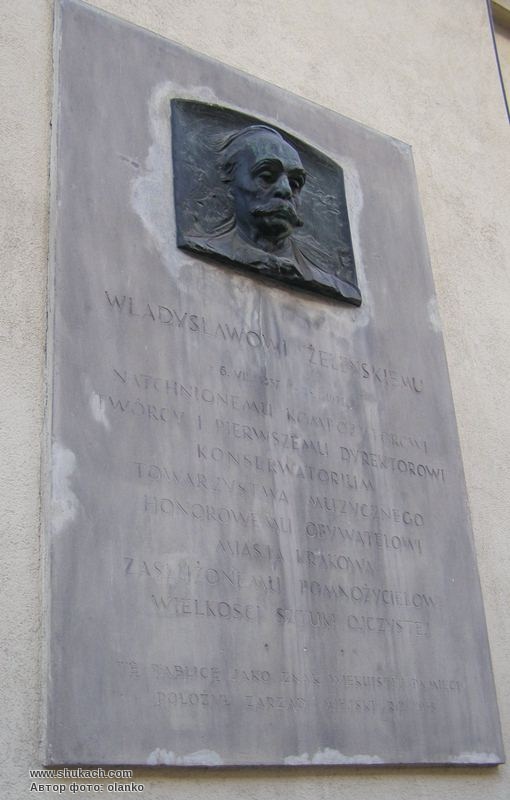 WŁADYSŁAWOWI ŻELEŃSKIEMU
NATCHNIONEMU KOMPOZYTOROWI
TWÓRCY I PIERWSZEMU DYREKTOROWI
KONSERWATORIUM
TOWARZYSTWA MUZYCZNEGO
HONOROWEMU OBYWATELOWI
MIASTA KRAKOWA
ZASŁUŻONEMU POMNOŻYCIELOWI
WIELKOŚCI SZTUKI OJCZYSTEJ
TĘ TABLICĘ JAKO ZNAK WIEKUISTEJ PAMIĘCI
POŁOŻYŁ ZARZĄD MIEJSKI
www.shukach.com
Автор фото: olanko